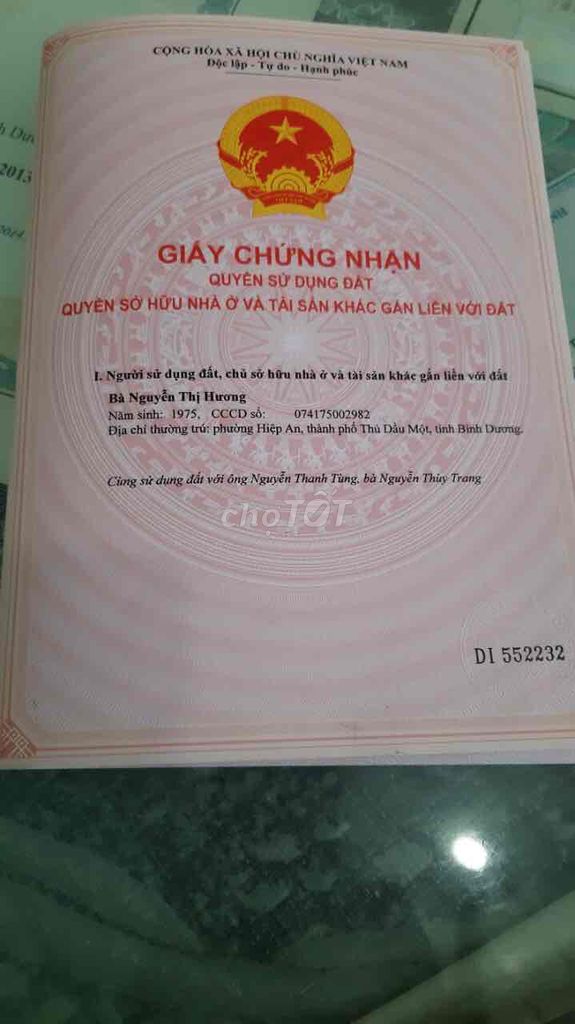 CỘNG HÒA XÃ HỘI CHỦ NGHĨA VIỆT NAM
Độc lập - Tự do - Hạnh phúc
GIẤY CHỨNG NHẬN
QUYỀN SỬ DỤNG ĐẤT
QUYỀN SỞ HỮU NHÀ Ở VÀ TÀI SẢN KHÁC GẮN LIỀN VỚI ĐẤT
I. Người sử dụng đất, chủ sở hữu nhà ở và tài sản khác gắn liền với đất
Bà Nguyễn Thị Hương
Năm sinh: 1975, CCCD số: 074175002982
Địa chỉ thường trú: phường Hiệp An, thành phố Thủ Dầu Một, tỉnh Bình Dương.
Cùng sử dụng đất với ông Nguyễn Thanh Tùng, bà Nguyễn Thùy Trang
chợTỐT
DI 552232
2013
2014